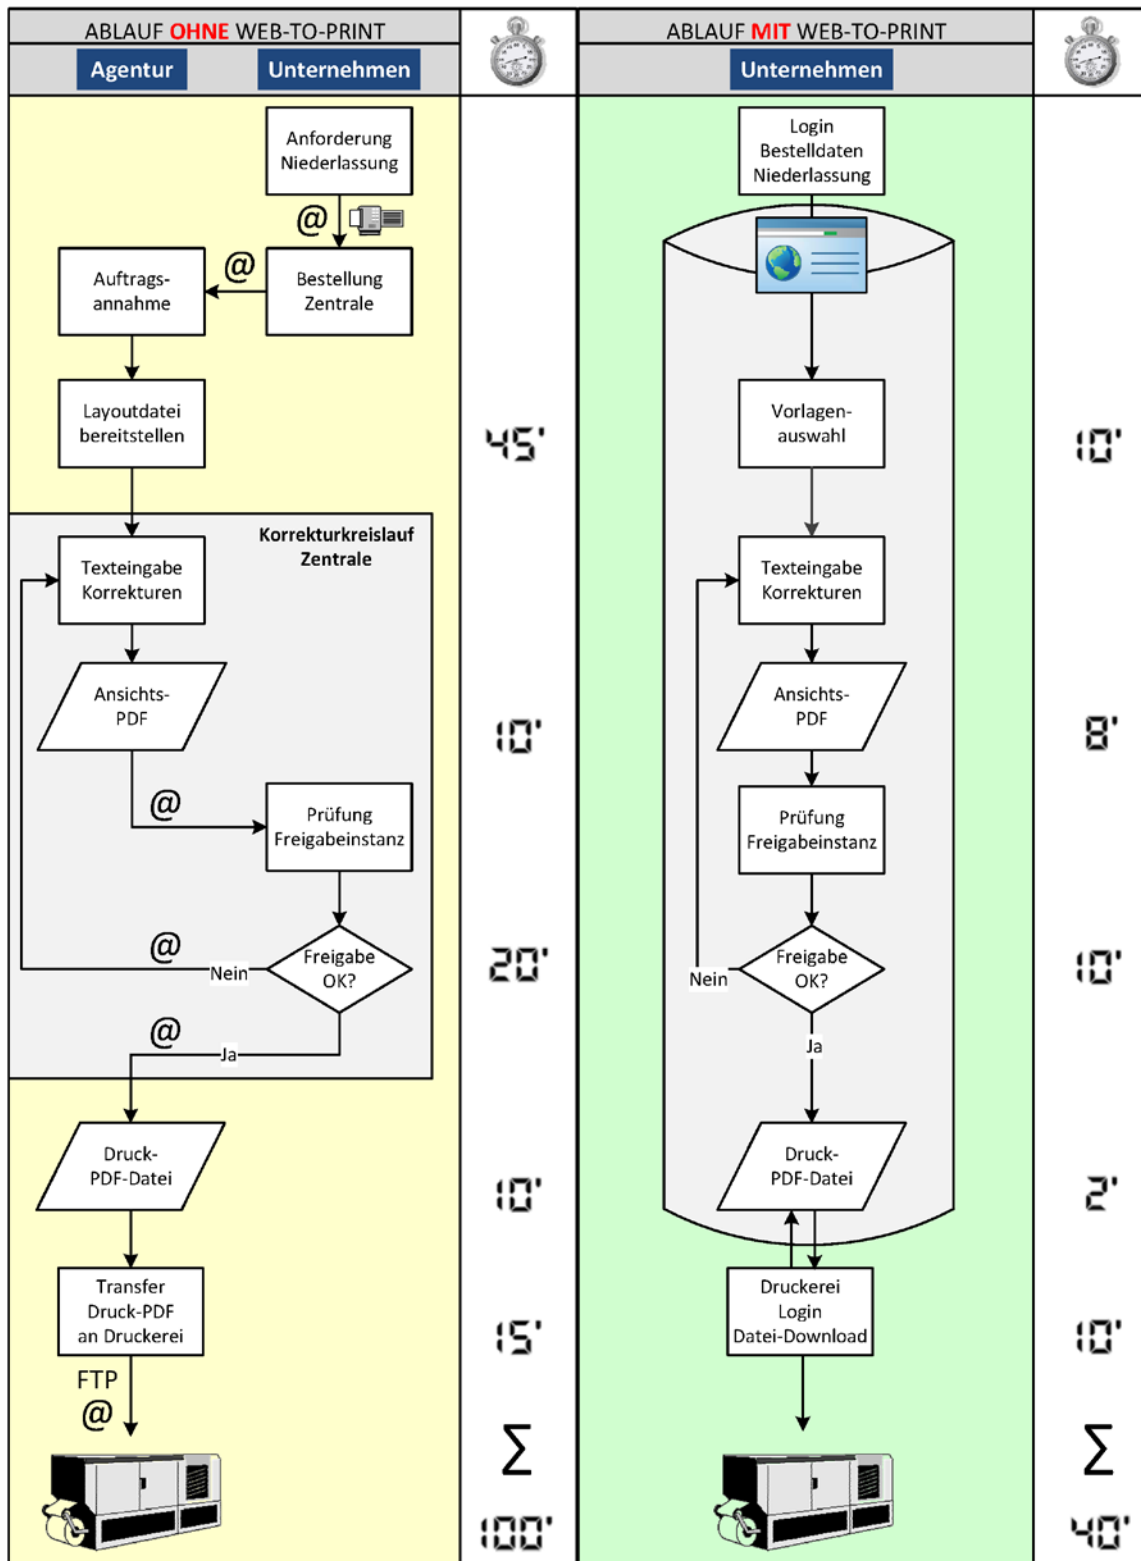 ABLAUF OHNE WEB-TO-PRINT
Agentur
Unternehmen
Anforderung
Niederlassung
@
@
Auftrags-
annahme
Bestellung
Zentrale
Layoutdatei
bereitstellen
45'
Korrekturkreislauf
Zentrale
Texteingabe
Korrekturen
Ansichts-
PDF
10'
@
Prüfung
Freigabeinstanz
@
Nein
Freigabe
OK?
20'
@
Ja
Druck-
PDF-Datei
10'
Transfer
Druck-PDF
an Druckerei
15'
FTP
@
Σ
100'
ABLAUF MIT WEB-TO-PRINT
Unternehmen
Login
Bestelldaten
Niederlassung
Vorlagen-
auswahl
10'
Texteingabe
Korrekturen
Ansichts-
PDF
8'
Prüfung
Freigabeinstanz
Freigabe
OK?
Nein
10'
Ja
Druck-
PDF-Datei
2'
Druckerei
Login
Datei-Download
10'
Σ
40'